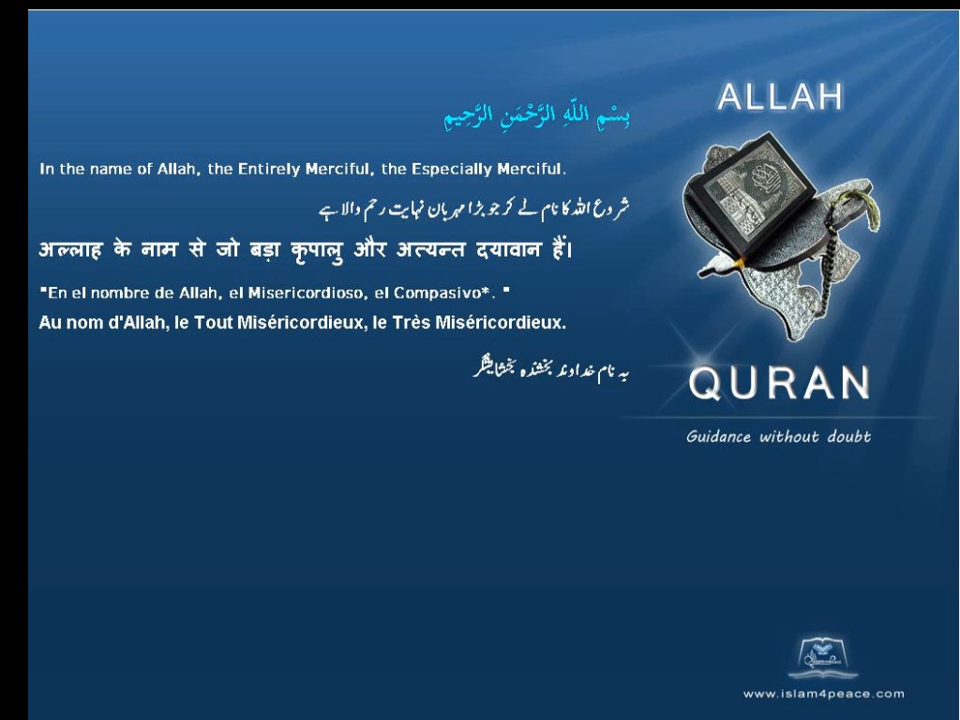 بِسْمِ اللّهِ الرَّحْمَنِ الرَّحِيمِ
In the name of Allah, the Entirely Merciful, the Especially Merciful.
شروع الله کا نام لے کر جو بڑا مہربان نہایت رحم والا ہے
अल्लाह के नाम से जो बड़ा कृपालु और अत्यन्त दयावान हैं।
"En el nombre de Allah, el Misericordioso, el Compasivo*. "
Au nom d'Allah, le Tout Miséricordieux, le Très Miséricordieux.
به نام خداوند بخشنده بخشایشگر
ALLAH
QURAN
Guidance without doubt
www.islam4peace.com